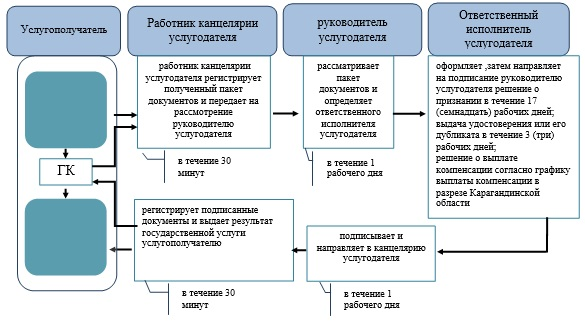 Услугополучатель
Работник канцелярии
услугодателя
руководитель
услугодателя
Ответственный
исполнитель
услугодателя
ГК
работник канцелярии
услугодателя регистрирует
полученный пакет
документов и передает на
рассмотрение
руководителю
услугодателя
в течение 30
минут
рассматривает
пакет
документов и
определяет
ответственного
исполнителя
услугодателя
в течение 1
рабочего дня
оформляет ,затем направляет
на подписание руководителю
услугодателя решение о
признании в течение 17
(семнадцать) рабочих дней;
выдача удостоверения или его
дубликата в течение 3 (три)
рабочих дней;
решение о выплате
компенсации согласно графику
выплаты компенсации в
разрезе Карагандинской
области
подписывает и
направляет в канцелярию
услугодателя
в течение 1
рабочего дня
регистрирует подписанные
документы и выдает результат
государственной услуги
услугополучателю
в течение 30
минут